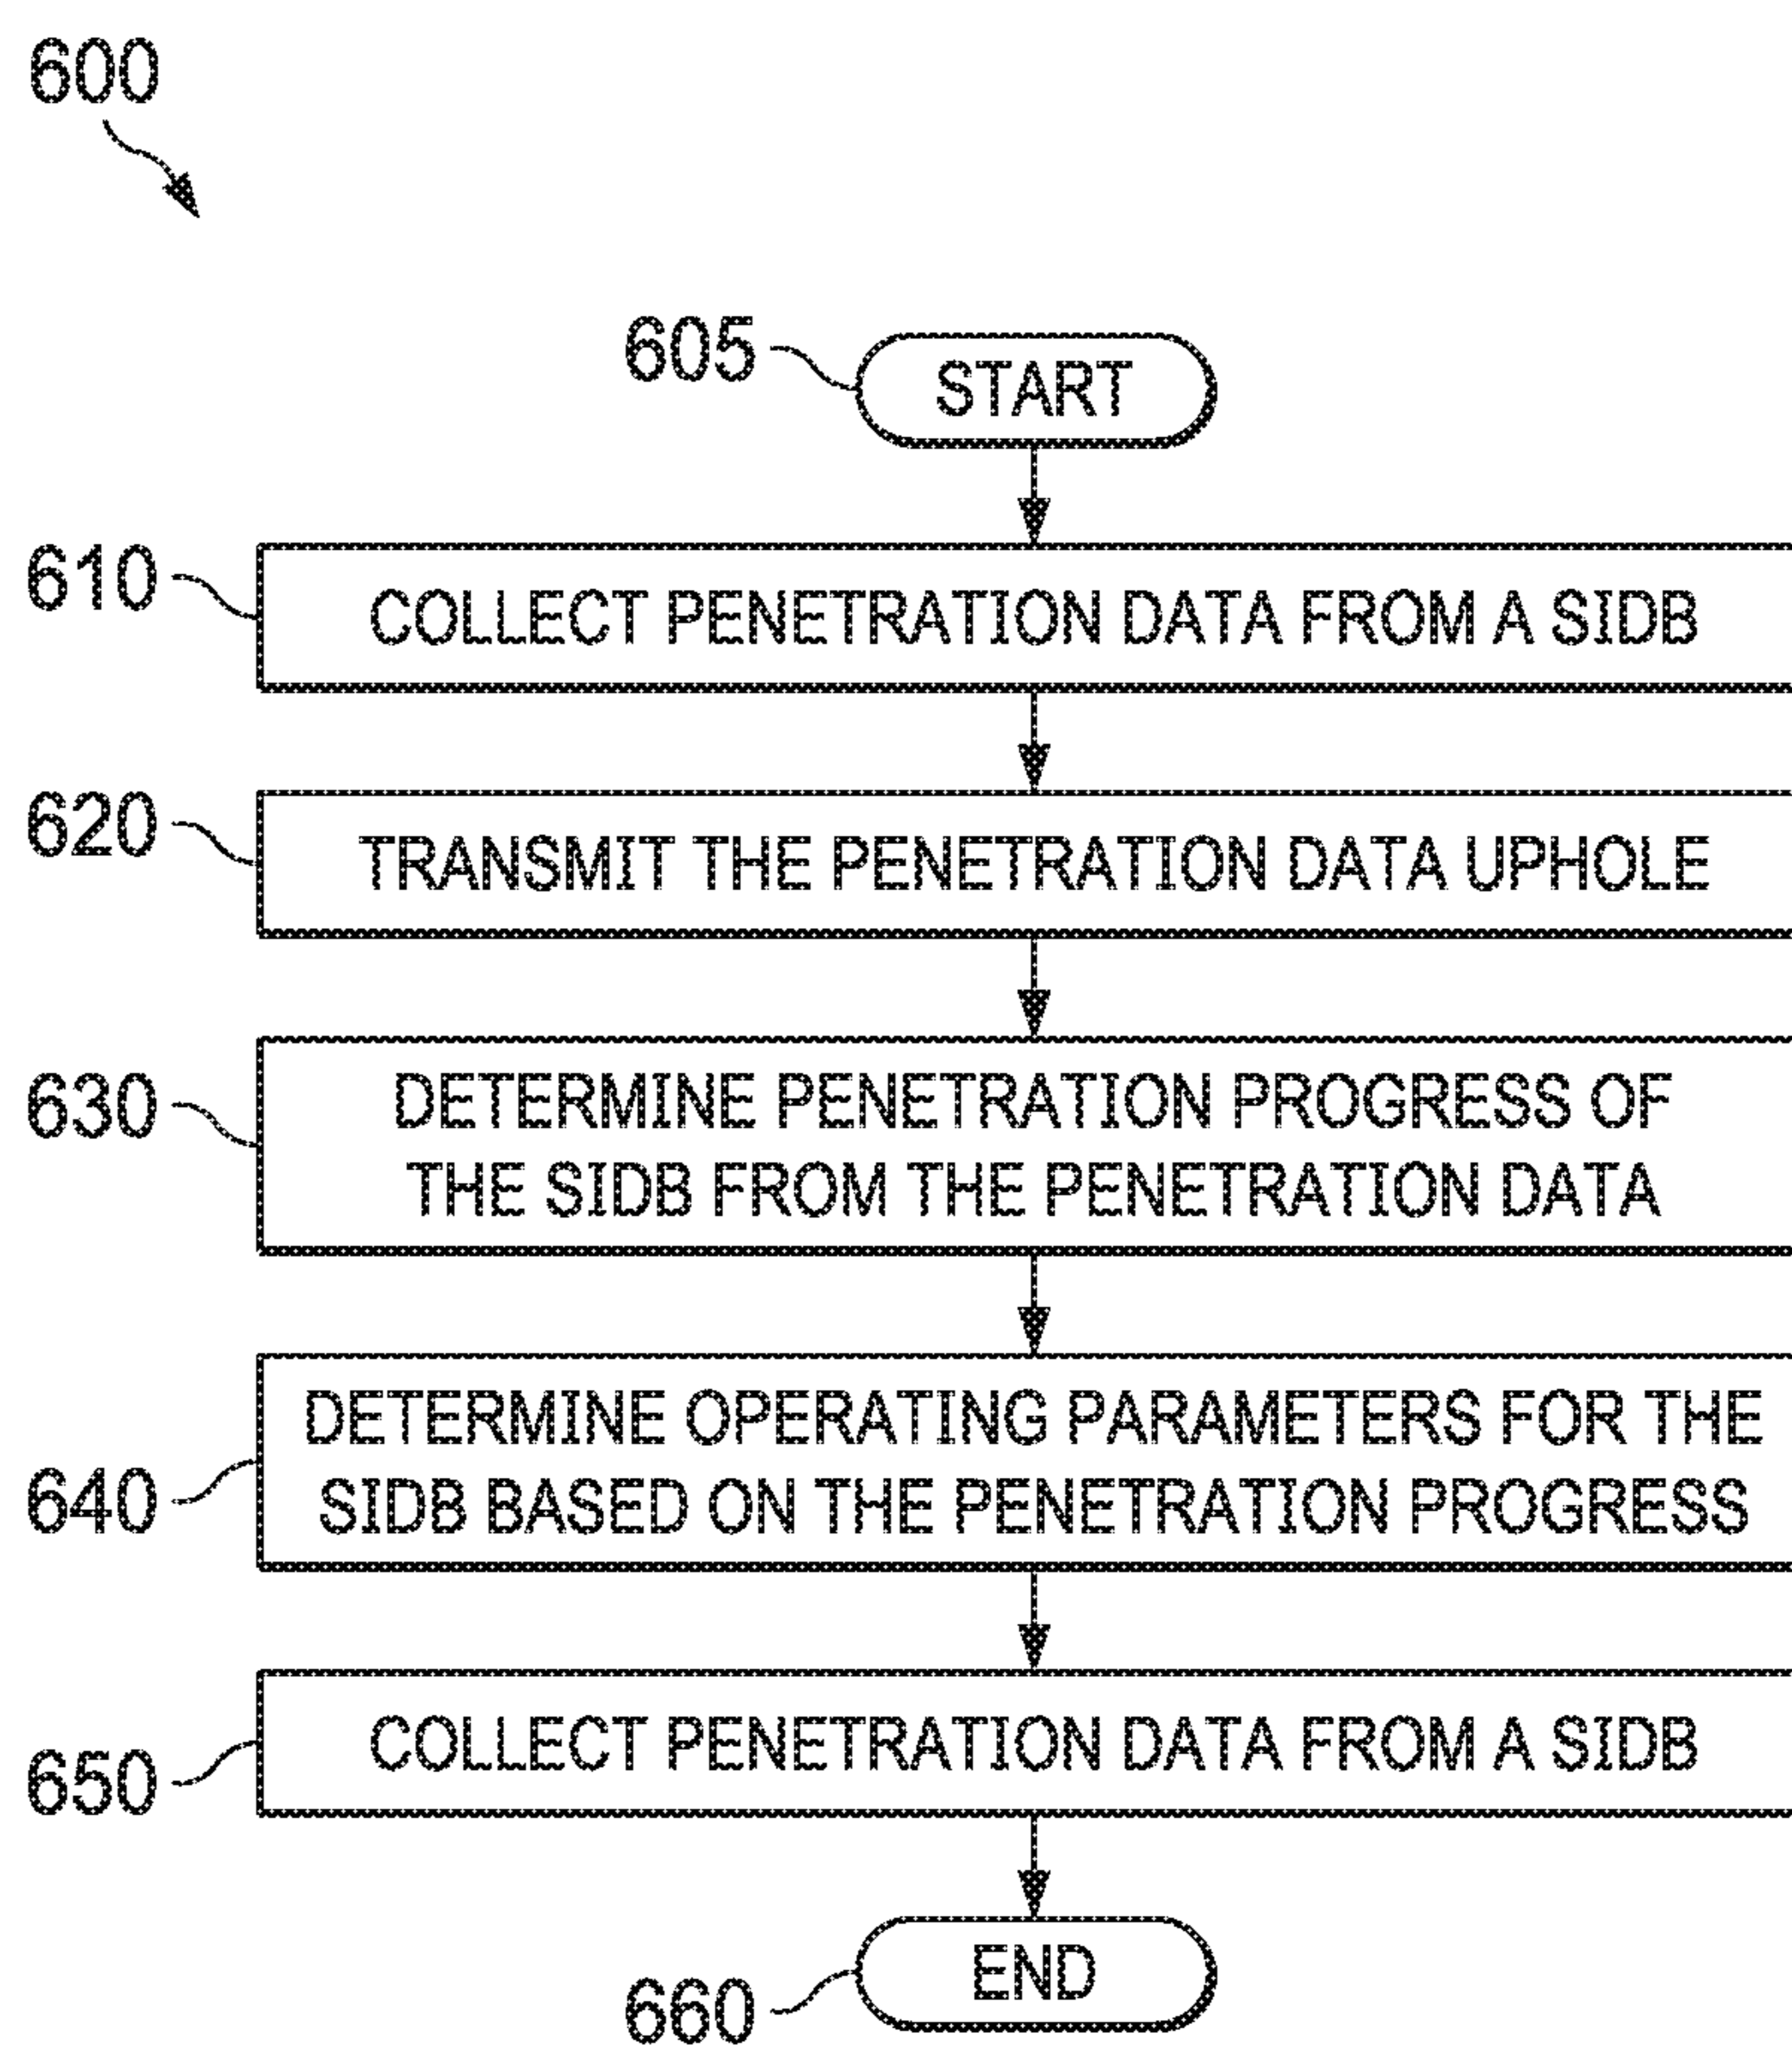 600
605
START
610
COLLECT PENETRATION DATA FROM A SIDB
620
TRANSMIT THE PENETRATION DATA UPHOLE
630
DETERMINE PENETRATION PROGRESS OF
THE SIDB FROM THE PENETRATION DATA
640
DETERMINE OPERATING PARAMETERS FOR THE
SIDB BASED ON THE PENETRATION PROGRESS
650
COLLECT PENETRATION DATA FROM A SIDB
660
END